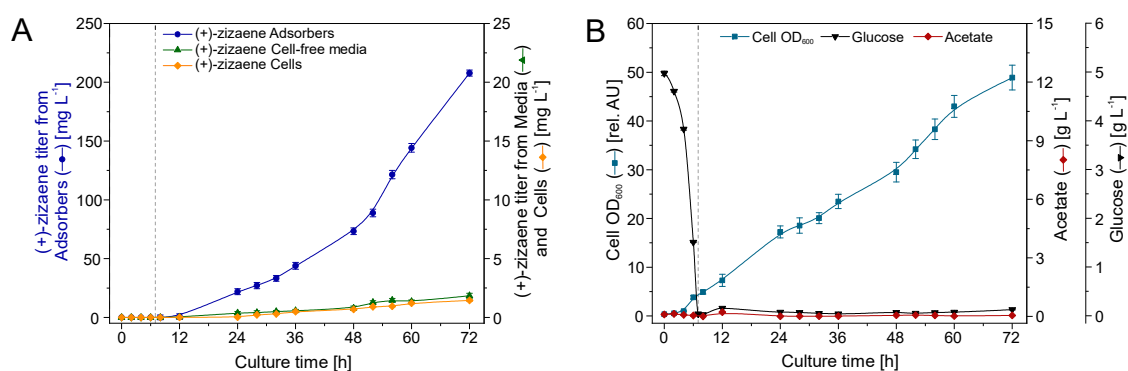 A
(+)-zizaene titer from
Adsorbers (—●—) [mg L⁻¹]
250
200
150
100
50
0
(+)-zizaene Adsorbers
(+)-zizaene Cell-free media
(+)-zizaene Cells
25
20
15
10
5
0
(+)-zizaene titer from Media (—▲—)
and Cells (—◆—) [mg L⁻¹]
0 12 24 36 48 60 72
Culture time [h]
B
Cell OD₆₀₀ (—■—) [rel. AU]
60
50
40
30
20
10
0
Cell OD₆₀₀ Glucose Acetate
15
12
9
6
3
0
Acetate (—◆—) [g L⁻¹]
6
5
4
3
2
1
0
Glucose (—▼—) [g L⁻¹]
0 12 24 36 48 60 72
Culture time [h]